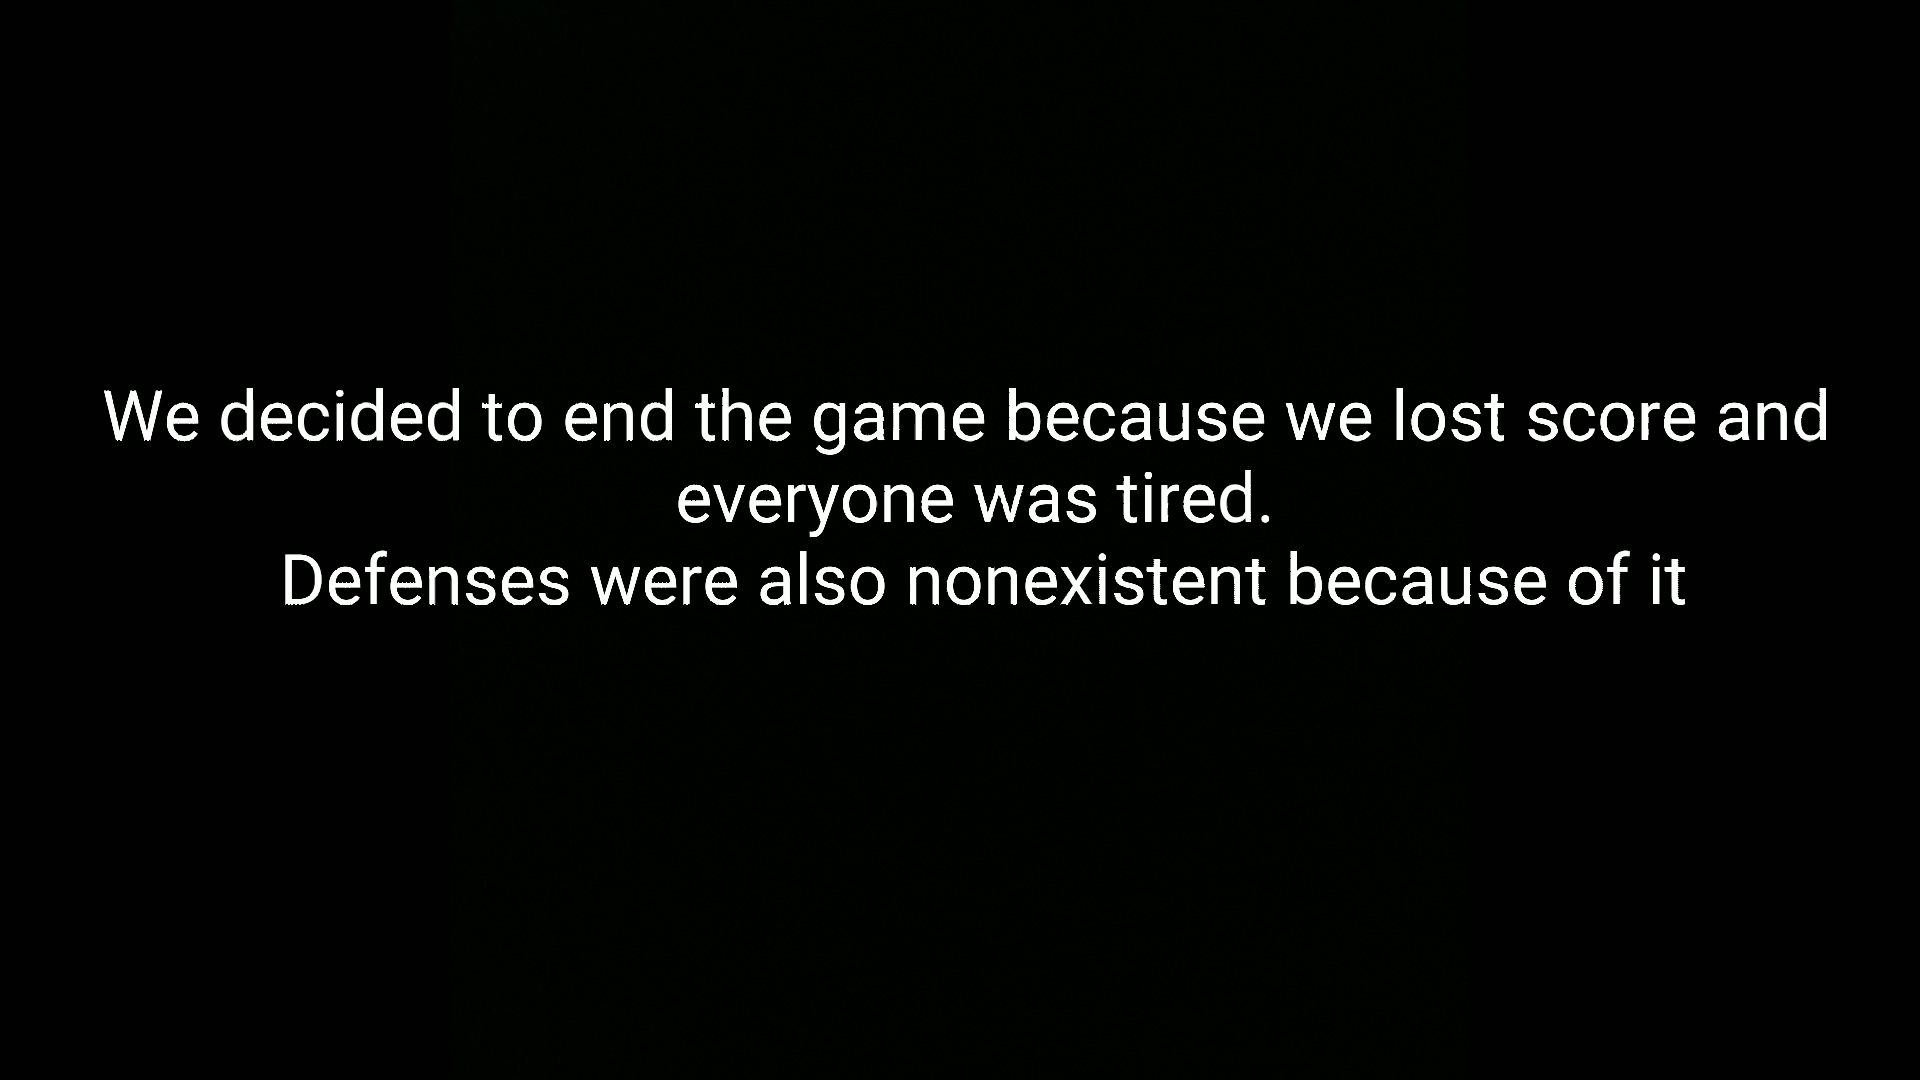 We decided to end the game because we lost score and
everyone was tired.
Defenses were also nonexistent because of it